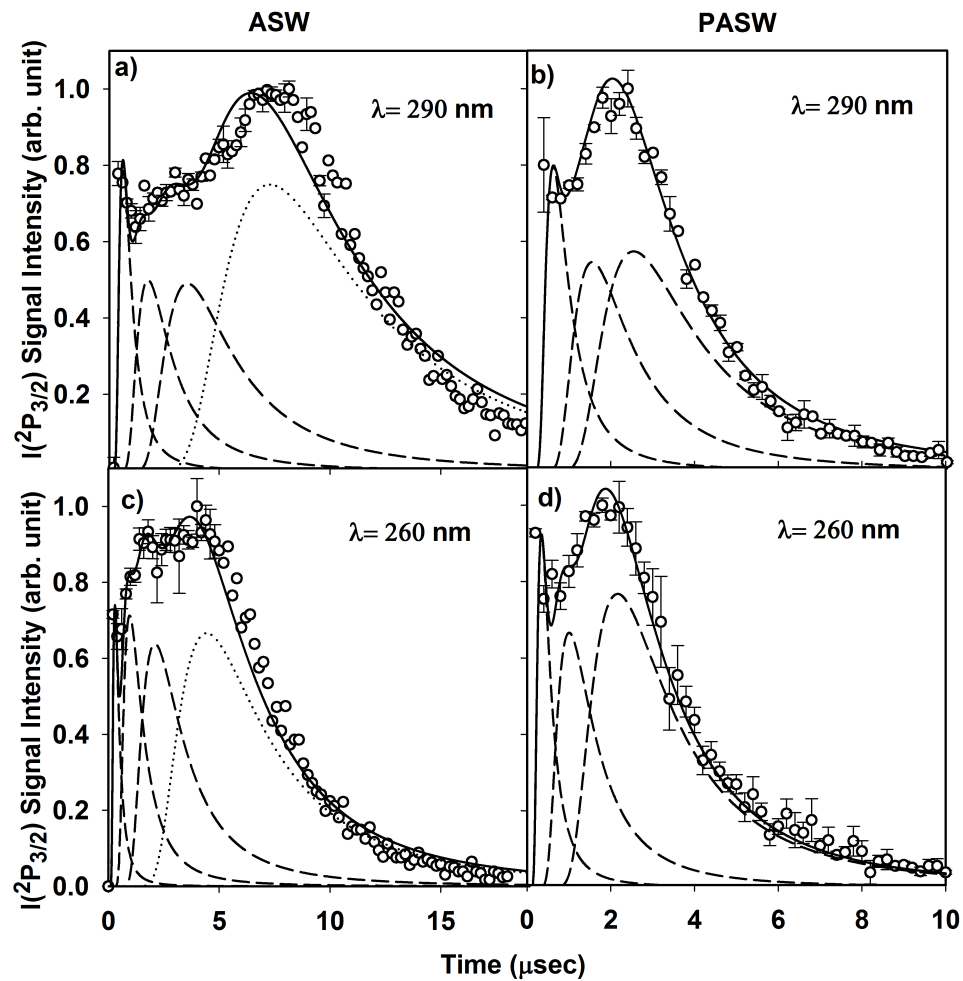 ASW PASW
a) λ= 290 nm
b) λ= 290 nm
I(²P₃/₂) Signal Intensity (arb. unit)
1.0
0.8
0.6
0.4
0.2
c) λ= 260 nm
d) λ= 260 nm
I(²P₃/₂) Signal Intensity (arb. unit)
1.0
0.8
0.6
0.4
0.2
0.0
0 5 10 15 0 2 4 6 8 10
Time (μsec)